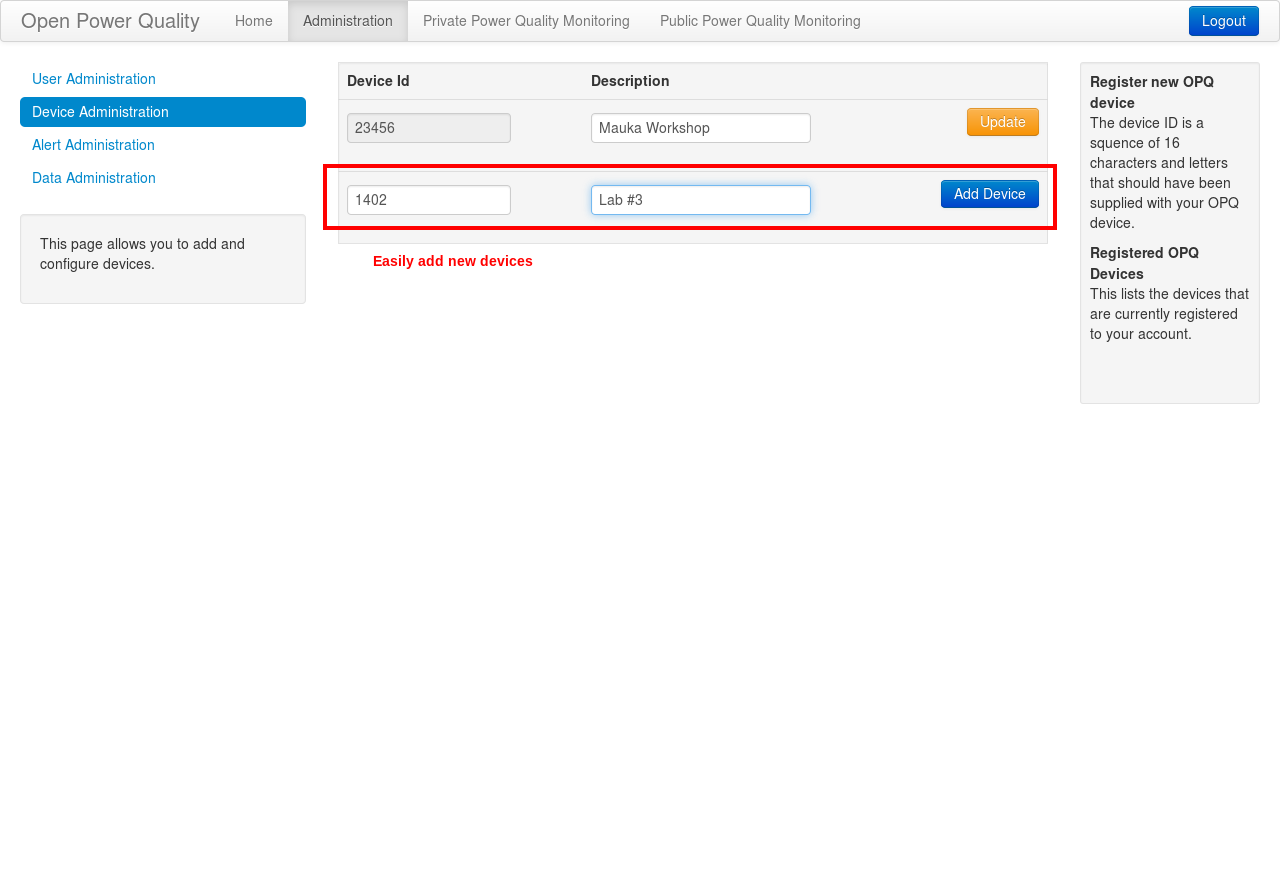 Open Power Quality Home Administration Private Power Quality Monitoring Public Power Quality Monitoring Logout
User Administration
Device Administration
Alert Administration
Data Administration
This page allows you to add and
configure devices.
Device Id Description
23456 Mauka Workshop Update
1402 Lab #3 Add Device
Easily add new devices
Register new OPQ
device
The device ID is a
squence of 16
characters and letters
that should have been
supplied with your OPQ
device.
Registered OPQ
Devices
This lists the devices that
are currently registered
to your account.